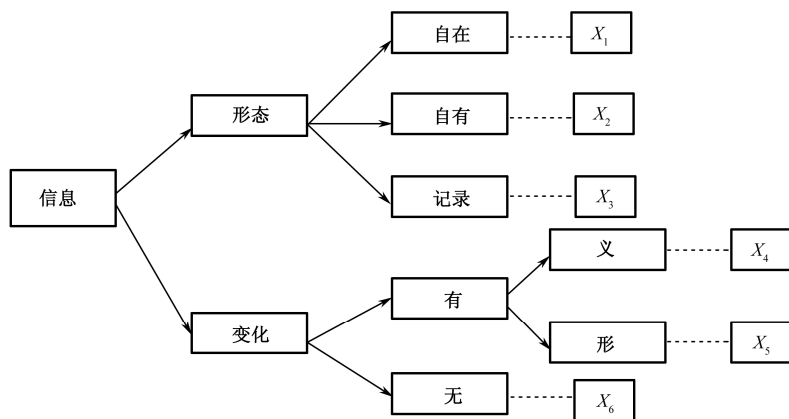 自在
X₁
形态
自有
X₂
信息
记录
X₃
义
X₄
有
变化
形
X₅
无
X₆